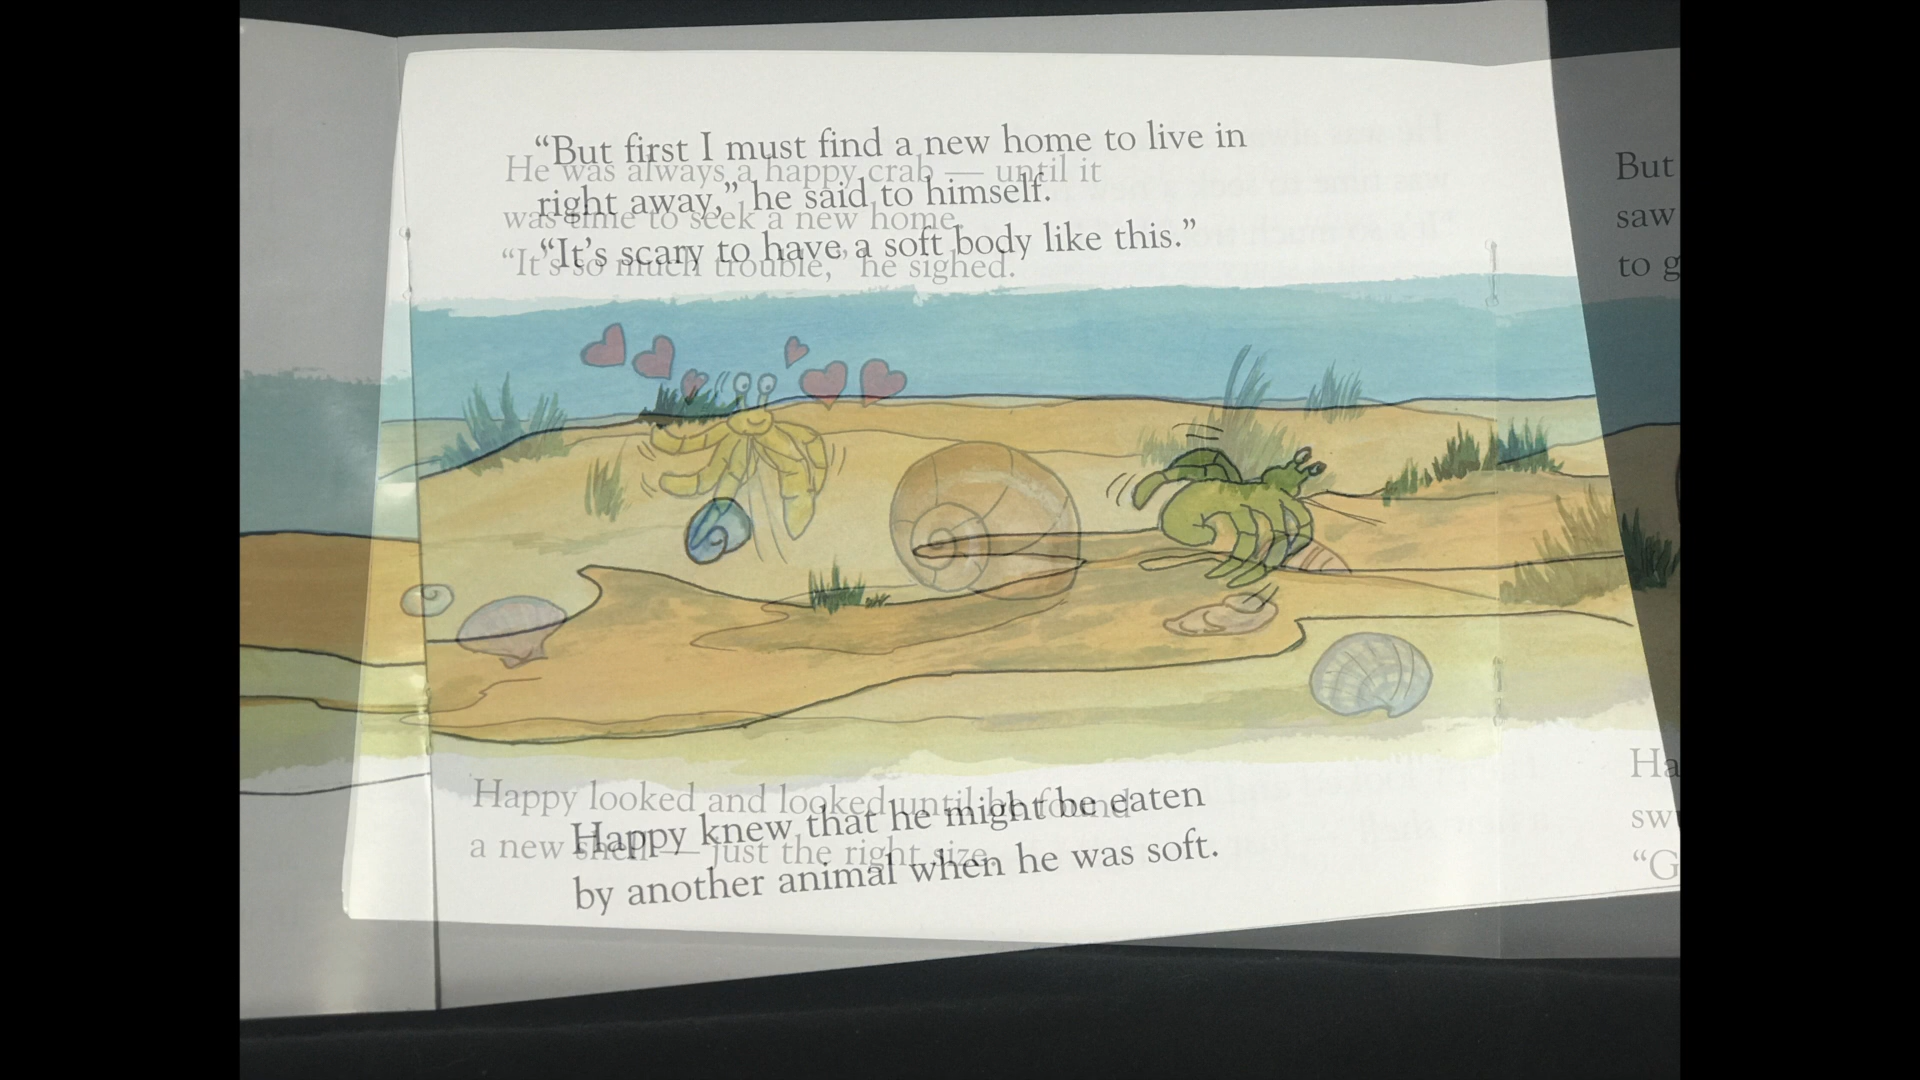 “But first I must find a new home to live in
right away,” he said to himself.
“It’s scary to have a soft body like this.”
He was always a happy crab — until it
was time to seek a new home.
“It’s so much trouble,” he sighed.
But
saw
to g
Happy knew that he might be eaten
by another animal when he was soft.
Happy looked and looked until he found
a new shell — just the right size.
Ha
sw
“G